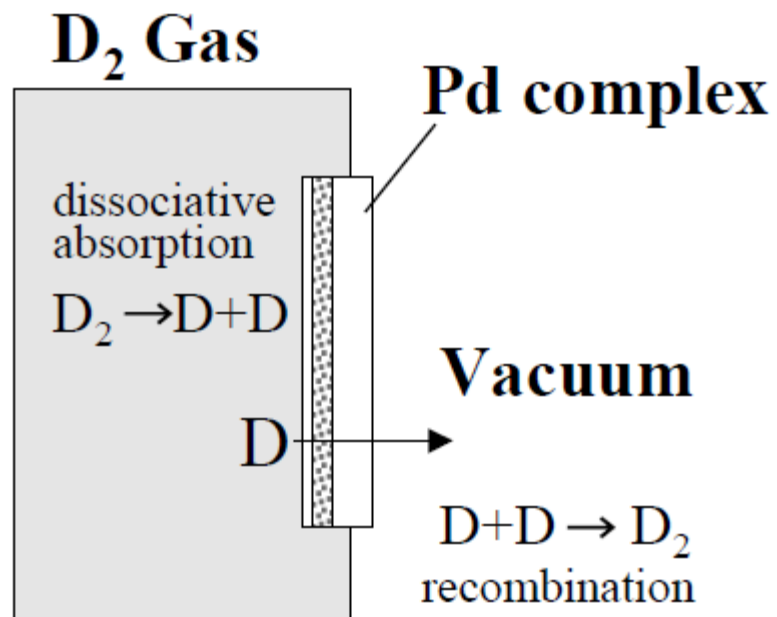 D₂ Gas
Pd complex
dissociative
absorption
D₂ →D+D
Vacuum
D
D+D → D₂
recombination